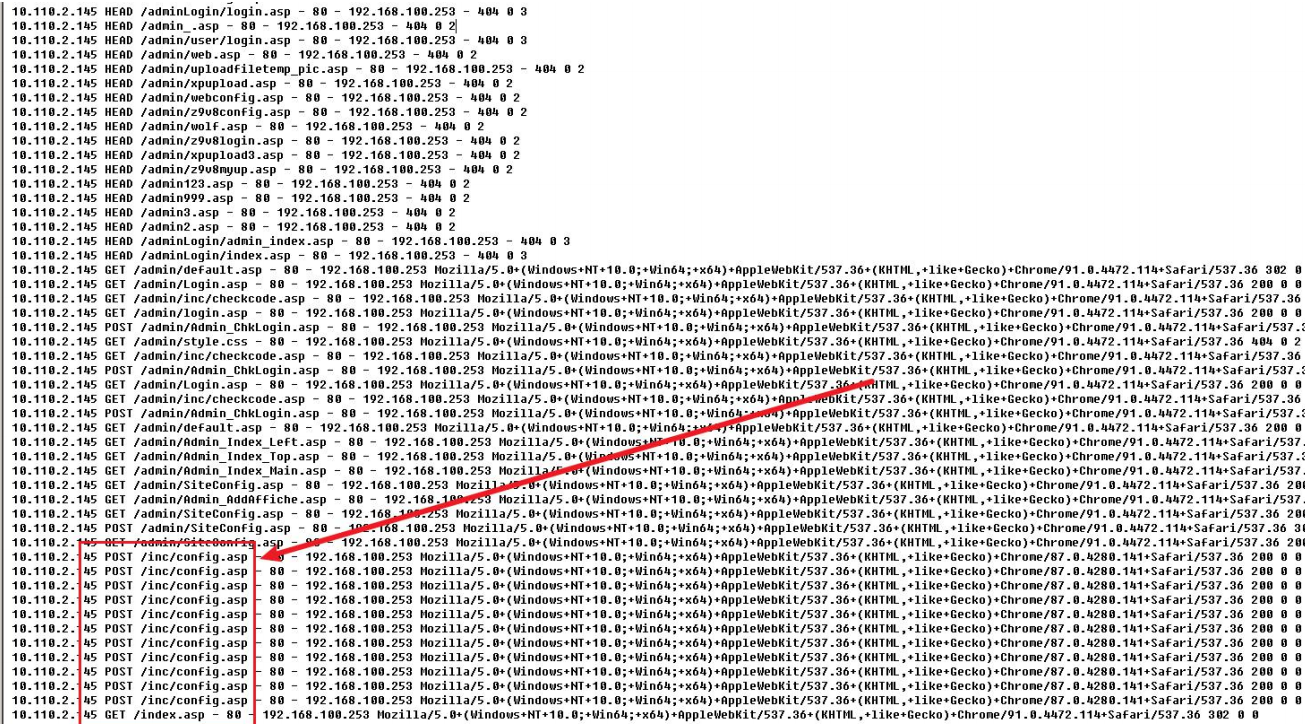 10.110.2.145 HEAD /adminLogin/login.asp - 80 - 192.168.100.253 - 404 0 3
10.110.2.145 HEAD /admin_.asp - 80 - 192.168.100.253 - 404 0 2
10.110.2.145 HEAD /admin/user/login.asp - 80 - 192.168.100.253 - 404 0 3
10.110.2.145 HEAD /admin/web.asp - 80 - 192.168.100.253 - 404 0 2
10.110.2.145 HEAD /admin/uploadfiletemp_pic.asp - 80 - 192.168.100.253 - 404 0 2
10.110.2.145 HEAD /admin/xpupload.asp - 80 - 192.168.100.253 - 404 0 2
10.110.2.145 HEAD /admin/webconfig.asp - 80 - 192.168.100.253 - 404 0 2
10.110.2.145 HEAD /admin/z9v8config.asp - 80 - 192.168.100.253 - 404 0 2
10.110.2.145 HEAD /admin/wolf.asp - 80 - 192.168.100.253 - 404 0 2
10.110.2.145 HEAD /admin/z9v8login.asp - 80 - 192.168.100.253 - 404 0 2
10.110.2.145 HEAD /admin/xpupload3.asp - 80 - 192.168.100.253 - 404 0 2
10.110.2.145 HEAD /admin/z9v8myup.asp - 80 - 192.168.100.253 - 404 0 2
10.110.2.145 HEAD /admin123.asp - 80 - 192.168.100.253 - 404 0 2
10.110.2.145 HEAD /admin999.asp - 80 - 192.168.100.253 - 404 0 2
10.110.2.145 HEAD /admin3.asp - 80 - 192.168.100.253 - 404 0 2
10.110.2.145 HEAD /admin2.asp - 80 - 192.168.100.253 - 404 0 2
10.110.2.145 HEAD /adminLogin/admin_index.asp - 80 - 192.168.100.253 - 404 0 3
10.110.2.145 HEAD /adminLogin/index.asp - 80 - 192.168.100.253 - 404 0 3
10.110.2.145 GET /admin/default.asp - 80 - 192.168.100.253 Mozilla/5.0+(Windows+NT+10.0;+Win64;+x64)+AppleWebKit/537.36+(KHTML,+like+Gecko)+Chrome/91.0.4472.114+Safari/537.36 302 0
10.110.2.145 GET /admin/Login.asp - 80 - 192.168.100.253 Mozilla/5.0+(Windows+NT+10.0;+Win64;+x64)+AppleWebKit/537.36+(KHTML,+like+Gecko)+Chrome/91.0.4472.114+Safari/537.36 200 0 0
10.110.2.145 GET /admin/inc/checkcode.asp - 80 - 192.168.100.253 Mozilla/5.0+(Windows+NT+10.0;+Win64;+x64)+AppleWebKit/537.36+(KHTML,+like+Gecko)+Chrome/91.0.4472.114+Safari/537.36
10.110.2.145 GET /admin/login.asp - 80 - 192.168.100.253 Mozilla/5.0+(Windows+NT+10.0;+Win64;+x64)+AppleWebKit/537.36+(KHTML,+like+Gecko)+Chrome/91.0.4472.114+Safari/537.36 200 0 0
10.110.2.145 POST /admin/Admin_ChkLogin.asp - 80 - 192.168.100.253 Mozilla/5.0+(Windows+NT+10.0;+Win64;+x64)+AppleWebKit/537.36+(KHTML,+like+Gecko)+Chrome/91.0.4472.114+Safari/537.3
10.110.2.145 GET /admin/style.css - 80 - 192.168.100.253 Mozilla/5.0+(Windows+NT+10.0;+Win64;+x64)+AppleWebKit/537.36+(KHTML,+like+Gecko)+Chrome/91.0.4472.114+Safari/537.36 404 0 2
10.110.2.145 GET /admin/inc/checkcode.asp - 80 - 192.168.100.253 Mozilla/5.0+(Windows+NT+10.0;+Win64;+x64)+AppleWebKit/537.36+(KHTML,+like+Gecko)+Chrome/91.0.4472.114+Safari/537.36
10.110.2.145 POST /admin/Admin_ChkLogin.asp - 80 - 192.168.100.253 Mozilla/5.0+(Windows+NT+10.0;+Win64;+x64)+AppleWebKit/537.36+(KHTML,+like+Gecko)+Chrome/91.0.4472.114+Safari/537.3
10.110.2.145 GET /admin/Login.asp - 80 - 192.168.100.253 Mozilla/5.0+(Windows+NT+10.0;+Win64;+x64)+AppleWebKit/537.36+(KHTML,+like+Gecko)+Chrome/91.0.4472.114+Safari/537.36 200 0 0
10.110.2.145 GET /admin/inc/checkcode.asp - 80 - 192.168.100.253 Mozilla/5.0+(Windows+NT+10.0;+Win64;+x64)+AppleWebKit/537.36+(KHTML,+like+Gecko)+Chrome/91.0.4472.114+Safari/537.36
10.110.2.145 POST /admin/Admin_ChkLogin.asp - 80 - 192.168.100.253 Mozilla/5.0+(Windows+NT+10.0;+Win64;+x64)+AppleWebKit/537.36+(KHTML,+like+Gecko)+Chrome/91.0.4472.114+Safari/537.3
10.110.2.145 GET /admin/default.asp - 80 - 192.168.100.253 Mozilla/5.0+(Windows+NT+10.0;+Win64;+x64)+AppleWebKit/537.36+(KHTML,+like+Gecko)+Chrome/91.0.4472.114+Safari/537.36 200 0
10.110.2.145 GET /admin/Admin_Index_Left.asp - 80 - 192.168.100.253 Mozilla/5.0+(Windows+NT+10.0;+Win64;+x64)+AppleWebKit/537.36+(KHTML,+like+Gecko)+Chrome/91.0.4472.114+Safari/537.
10.110.2.145 GET /admin/Admin_Index_Top.asp - 80 - 192.168.100.253 Mozilla/5.0+(Windows+NT+10.0;+Win64;+x64)+AppleWebKit/537.36+(KHTML,+like+Gecko)+Chrome/91.0.4472.114+Safari/537.3
10.110.2.145 GET /admin/Admin_Index_Main.asp - 80 - 192.168.100.253 Mozilla/5.0+(Windows+NT+10.0;+Win64;+x64)+AppleWebKit/537.36+(KHTML,+like+Gecko)+Chrome/91.0.4472.114+Safari/537.
10.110.2.145 GET /admin/SiteConfig.asp - 80 - 192.168.100.253 Mozilla/5.0+(Windows+NT+10.0;+Win64;+x64)+AppleWebKit/537.36+(KHTML,+like+Gecko)+Chrome/91.0.4472.114+Safari/537.36 200
10.110.2.145 GET /admin/Admin_AddAffiche.asp - 80 - 192.168.100.253 Mozilla/5.0+(Windows+NT+10.0;+Win64;+x64)+AppleWebKit/537.36+(KHTML,+like+Gecko)+Chrome/91.0.4472.114+Safari/537.
10.110.2.145 GET /admin/SiteConfig.asp - 80 - 192.168.100.253 Mozilla/5.0+(Windows+NT+10.0;+Win64;+x64)+AppleWebKit/537.36+(KHTML,+like+Gecko)+Chrome/91.0.4472.114+Safari/537.36 200
10.110.2.145 POST /admin/SiteConfig.asp - 80 - 192.168.100.253 Mozilla/5.0+(Windows+NT+10.0;+Win64;+x64)+AppleWebKit/537.36+(KHTML,+like+Gecko)+Chrome/91.0.4472.114+Safari/537.36 30
10.110.2.145 GET /admin/SiteConfig.asp - 80 - 192.168.100.253 Mozilla/5.0+(Windows+NT+10.0;+Win64;+x64)+AppleWebKit/537.36+(KHTML,+like+Gecko)+Chrome/91.0.4472.114+Safari/537.36 200
10.110.2.145 POST /inc/config.asp - 80 - 192.168.100.253 Mozilla/5.0+(Windows+NT+10.0;+Win64;+x64)+AppleWebKit/537.36+(KHTML,+like+Gecko)+Chrome/87.0.4280.141+Safari/537.36 200 0 0
10.110.2.145 POST /inc/config.asp - 80 - 192.168.100.253 Mozilla/5.0+(Windows+NT+10.0;+Win64;+x64)+AppleWebKit/537.36+(KHTML,+like+Gecko)+Chrome/87.0.4280.141+Safari/537.36 200 0 0
10.110.2.145 POST /inc/config.asp - 80 - 192.168.100.253 Mozilla/5.0+(Windows+NT+10.0;+Win64;+x64)+AppleWebKit/537.36+(KHTML,+like+Gecko)+Chrome/87.0.4280.141+Safari/537.36 200 0 0
10.110.2.145 POST /inc/config.asp - 80 - 192.168.100.253 Mozilla/5.0+(Windows+NT+10.0;+Win64;+x64)+AppleWebKit/537.36+(KHTML,+like+Gecko)+Chrome/87.0.4280.141+Safari/537.36 200 0 0
10.110.2.145 POST /inc/config.asp - 80 - 192.168.100.253 Mozilla/5.0+(Windows+NT+10.0;+Win64;+x64)+AppleWebKit/537.36+(KHTML,+like+Gecko)+Chrome/87.0.4280.141+Safari/537.36 200 0 0
10.110.2.145 POST /inc/config.asp - 80 - 192.168.100.253 Mozilla/5.0+(Windows+NT+10.0;+Win64;+x64)+AppleWebKit/537.36+(KHTML,+like+Gecko)+Chrome/87.0.4280.141+Safari/537.36 200 0 0
10.110.2.145 POST /inc/config.asp - 80 - 192.168.100.253 Mozilla/5.0+(Windows+NT+10.0;+Win64;+x64)+AppleWebKit/537.36+(KHTML,+like+Gecko)+Chrome/87.0.4280.141+Safari/537.36 200 0 0
10.110.2.145 POST /inc/config.asp - 80 - 192.168.100.253 Mozilla/5.0+(Windows+NT+10.0;+Win64;+x64)+AppleWebKit/537.36+(KHTML,+like+Gecko)+Chrome/87.0.4280.141+Safari/537.36 200 0 0
10.110.2.145 POST /inc/config.asp - 80 - 192.168.100.253 Mozilla/5.0+(Windows+NT+10.0;+Win64;+x64)+AppleWebKit/537.36+(KHTML,+like+Gecko)+Chrome/87.0.4280.141+Safari/537.36 200 0 0
10.110.2.145 POST /inc/config.asp - 80 - 192.168.100.253 Mozilla/5.0+(Windows+NT+10.0;+Win64;+x64)+AppleWebKit/537.36+(KHTML,+like+Gecko)+Chrome/87.0.4280.141+Safari/537.36 200 0 0
10.110.2.145 POST /inc/config.asp - 80 - 192.168.100.253 Mozilla/5.0+(Windows+NT+10.0;+Win64;+x64)+AppleWebKit/537.36+(KHTML,+like+Gecko)+Chrome/87.0.4280.141+Safari/537.36 200 0 0
10.110.2.145 GET /index.asp - 80 - 192.168.100.253 Mozilla/5.0+(Windows+NT+10.0;+Win64;+x64)+AppleWebKit/537.36+(KHTML,+like+Gecko)+Chrome/91.0.4472.114+Safari/537.36 302 0 0